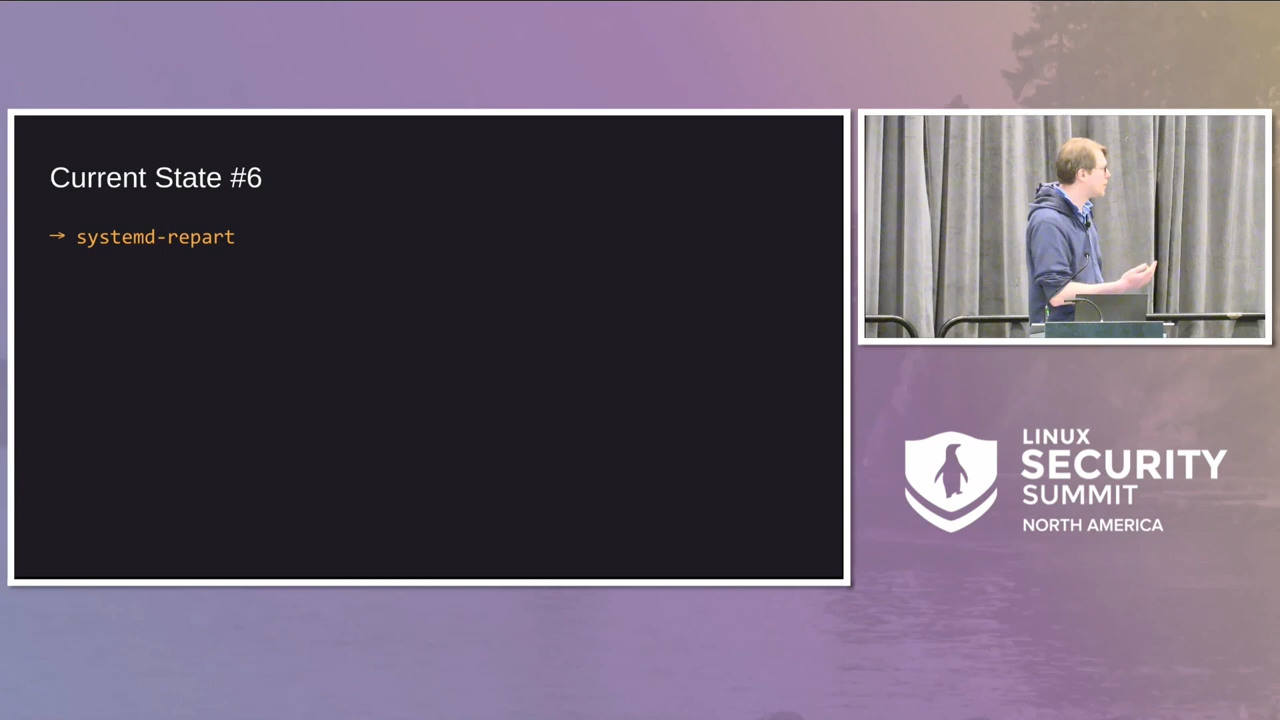 Current State #6
→ systemd-repart
LINUX
SECURITY
SUMMIT
NORTH AMERICA